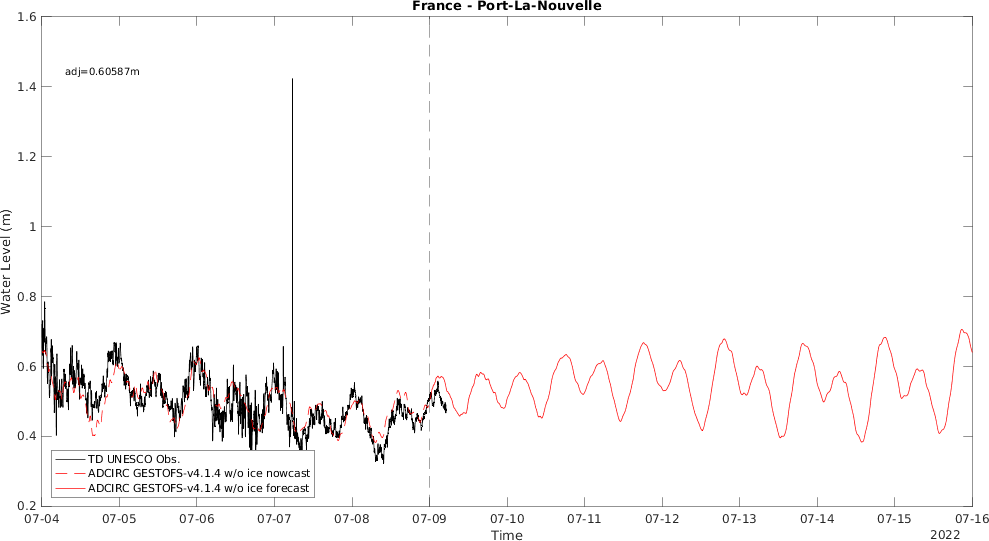 France - Port-La-Nouvelle
1.6
adj=0.60587m
1.4
1.2
1
0.8
0.6
0.4
0.2
Water Level (m)
TD UNESCO Obs.
ADCIRC GESTOFS-v4.1.4 w/o ice nowcast
ADCIRC GESTOFS-v4.1.4 w/o ice forecast
07-04 07-05 07-06 07-07 07-08 07-09 07-10 07-11 07-12 07-13 07-14 07-15 07-16
Time
2022